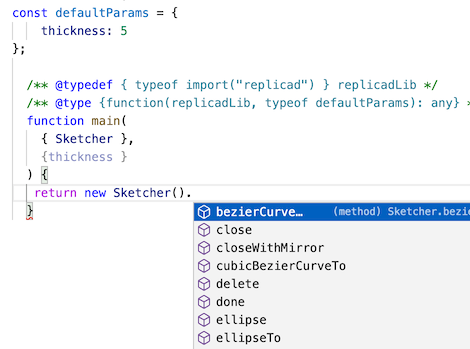 const defaultParams = {
thickness: 5
};
/** @typedef { typeof import("replicad") } replicadLib */
/** @type {function(replicadLib, typeof defaultParams): any} *
function main(
{ Sketcher },
{thickness }
) {
return new Sketcher().
}
bezierCurve… (method) Sketcher.bezie
close
closeWithMirror
cubicBezierCurveTo
delete
done
ellipse
ellipseTo